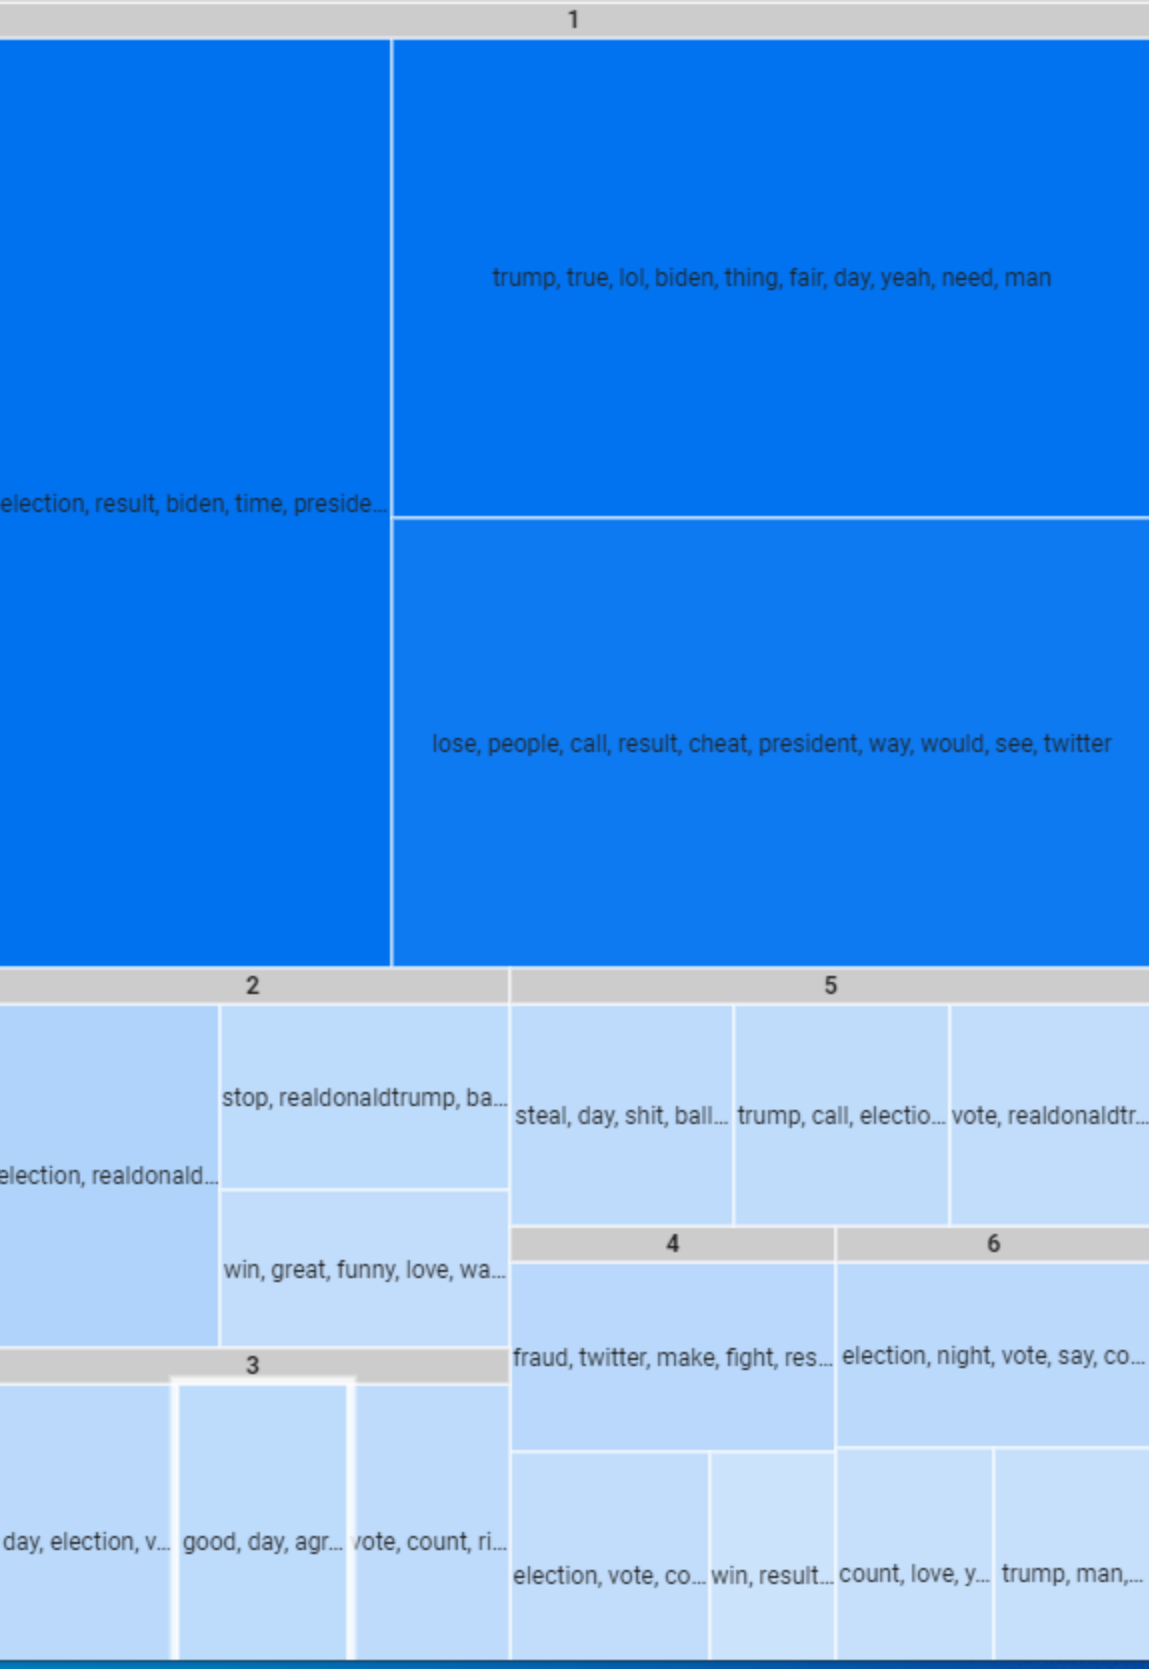 1
election, result, biden, time, preside...
trump, true, lol, biden, thing, fair, day, yeah, need, man
lose, people, call, result, cheat, president, way, would, see, twitter
2
election, realdonald...
stop, realdonaldtrump, ba...
win, great, funny, love, wa...
5
steal, day, shit, ball...
trump, call, electio...
vote, realdonaldtr...
3
day, election, v...
good, day, agr...
vote, count, ri...
4
fraud, twitter, make, fight, res...
election, vote, co...
win, result...
6
election, night, vote, say, co...
count, love, y...
trump, man,...